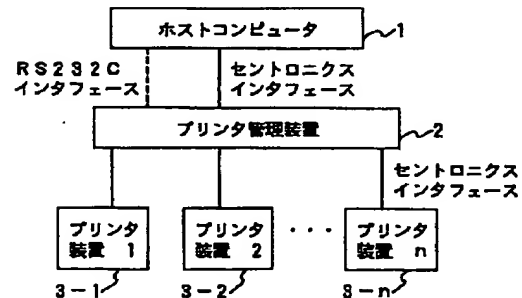 ホストコンピュータ
1
RS232C
インタフェース
セントロニクス
インタフェース
プリンタ管理装置
2
セントロニクス
インタフェース
プリンタ
装置 1
プリンタ
装置 2
・・・
プリンタ
装置 n
3-1
3-2
3-n